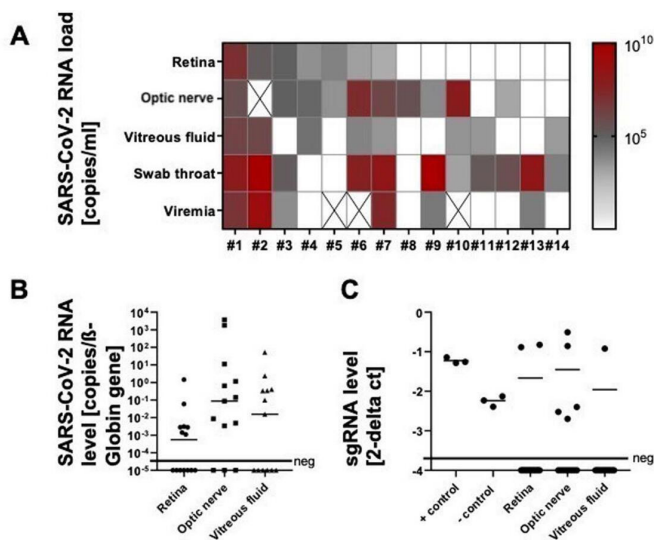 A
SARS-CoV-2 RNA load
[copies/ml]
Retina
Optic nerve
Vitreous fluid
Swab throat
Viremia
#1 #2 #3 #4 #5 #6 #7 #8 #9 #10 #11 #12 #13 #14
10^10
10^5
B
SARS-CoV-2 RNA
level [copies/ß-
Globin gene]
10^4
10^3
10^2
10^1
10^0
10^-1
10^-2
10^-3
10^-4
10^-5
neg
Retina
Optic nerve
Vitreous fluid
C
sgRNA level
[2-delta ct]
0
-1
-2
-3
-4
neg
+ control
- control
Retina
Optic nerve
Vitreous fluid